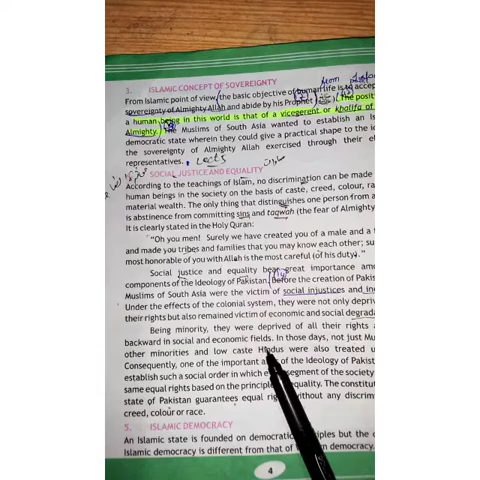 3. ISLAMIC CONCEPT OF SOVEREIGNTY
From Islamic point of view, the basic objective of human life is to accep
sovereignty of Almighty Allah and abide by his Prophet The posit
a human being in this world is that of a vicegerent or khalifa of
Almighty. The Muslims of South Asia wanted to establish an Is
democratic state wherein they could give a practical shape to the i
the sovereignty of Almighty Allah exercised through their el
representatives.
SOCIAL JUSTICE AND EQUALITY
According to the teachings of Islam, no discrimination can be made
human beings in the society on the basis of caste, creed, colour, ra
material wealth. The only thing that distinguishes one person from a
is abstinence from committing sins and taqwah (the fear of Almighty
It is clearly stated in the Holy Quran:
"Oh you men! Surely we have created you of a male and a f
and made you tribes and families that you may know each other; su
most honorable of you with Allah is the most careful (of his duty)."
Social justice and equality bear great importance amo
components of the Ideology of Pakistan. Before the creation of Pakis
Muslims of South Asia were the victim of social injustices and in
Under the effects of the colonial system, they were not only depriv
their rights but also remained victim of economic and social degrada
Being minority, they were deprived of all their rights
backward in social and economic fields. In those days, not just Mu
other minorities and low caste Hindus were also treated u
Consequently, one of the important of the Ideology of Pakist
establish such a social order in which segment of the society
same equal rights based on the principle equality. The constitut
state of Pakistan guarantees equal without any discrim
creed, colour or race.
5. ISLAMIC DEMOCRACY
An Islamic state is founded on democratic but the
Islamic democracy is different from that of democracy.
4